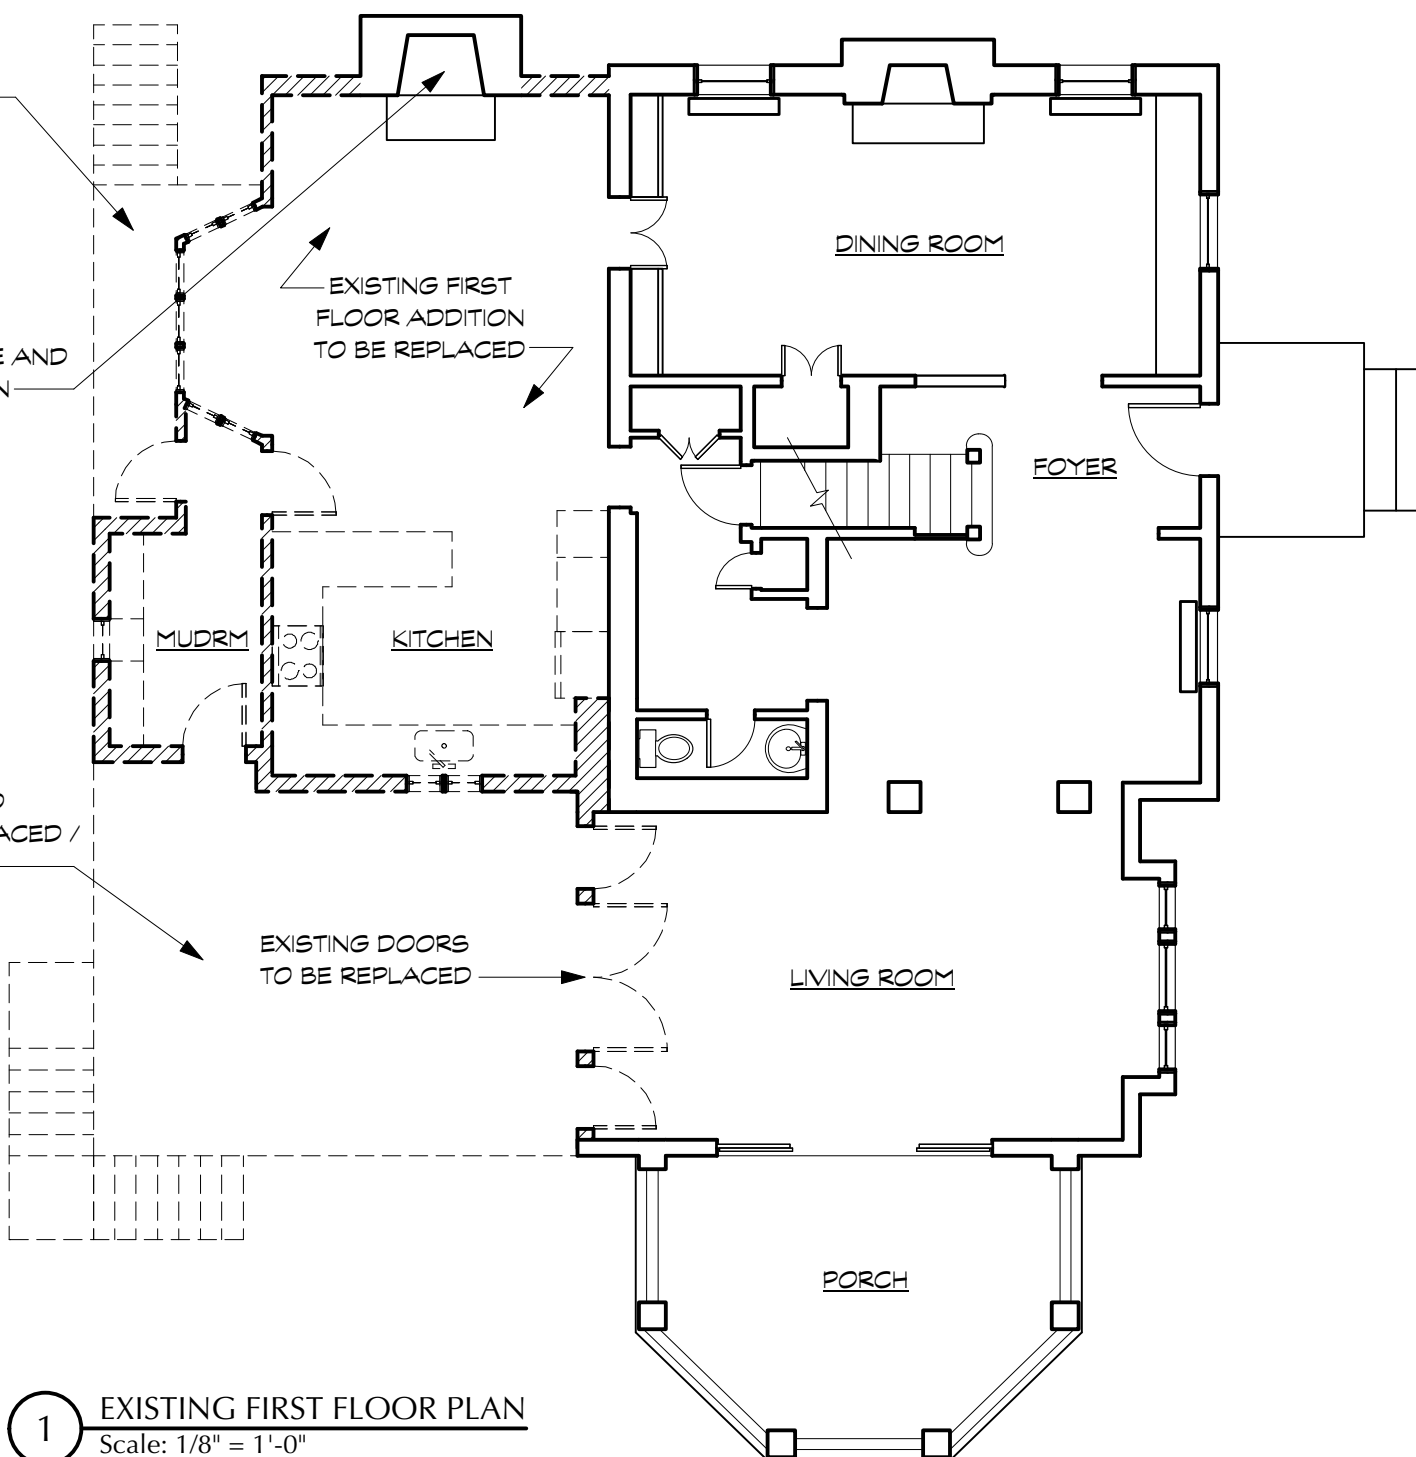 DINING ROOM
EXISTING FIRST
FLOOR ADDITION
TO BE REPLACED
AND
FOYER
MUDRM
KITCHEN
/
EXISTING DOORS
TO BE REPLACED
LIVING ROOM
PORCH
1
EXISTING FIRST FLOOR PLAN
Scale: 1/8" = 1'-0"